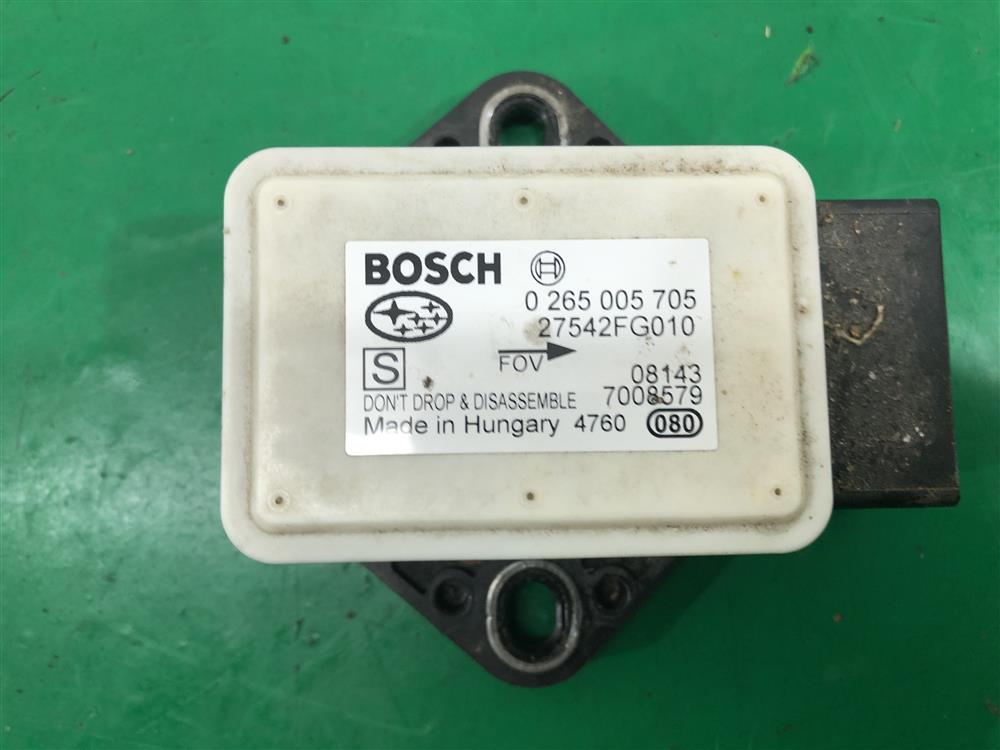 BOSCH
0 265 005 705
27542FG010
S
FOV
08143
DON'T DROP & DISASSEMBLE 7008579
Made in Hungary 4760 080